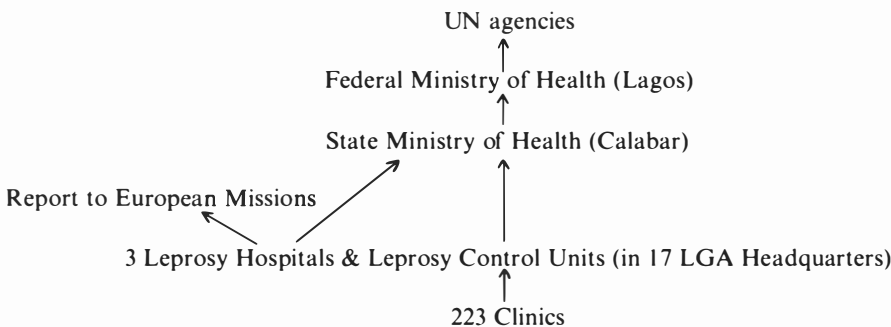 UN agencies
Federal Ministry of Health (Lagos)
State Ministry of Health (Calabar)
Report to European Missions
3 Leprosy Hospitals & Leprosy Control Units (in 17 LGA Headquarters)
223 Clinics